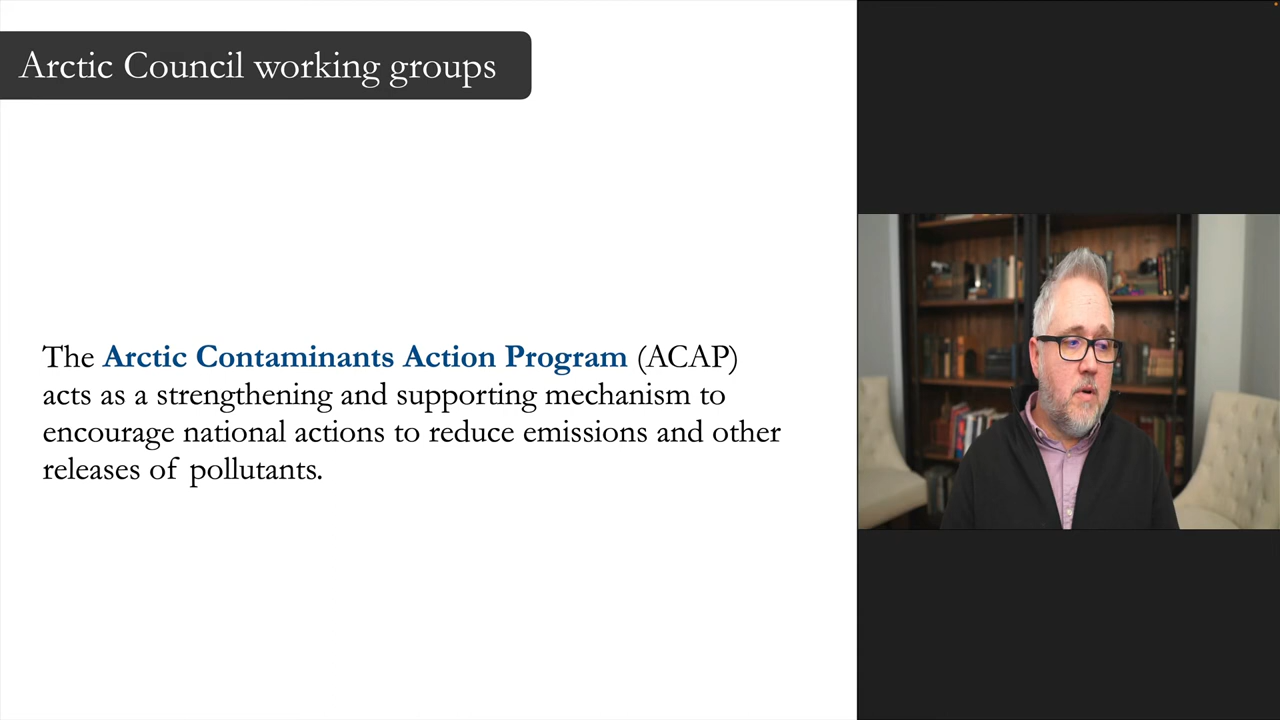 Arctic Council working groups
The Arctic Contaminants Action Program (ACAP)
acts as a strengthening and supporting mechanism to
encourage national actions to reduce emissions and other
releases of pollutants.